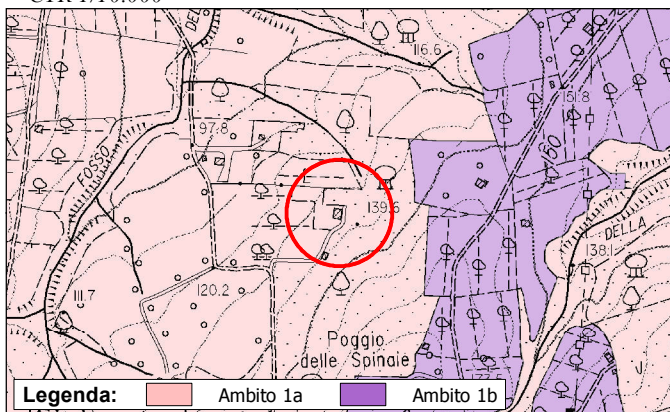 CTR 1/10.000
DEL
116.6
151.8
97.8
FOSSO
160
139.6
DELLA
138.1
120.2
111.7
Poggio
delle Spinaie
Legenda: Ambito 1a Ambito 1b